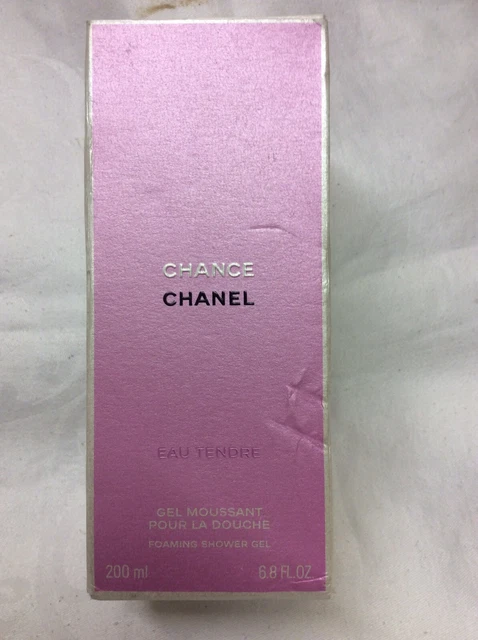 CHANCE
CHANEL
EAU TENDRE
GEL MOUSSANT
POUR LA DOUCHE
FOAMING SHOWER GEL
200 ml 6.8 FL.OZ